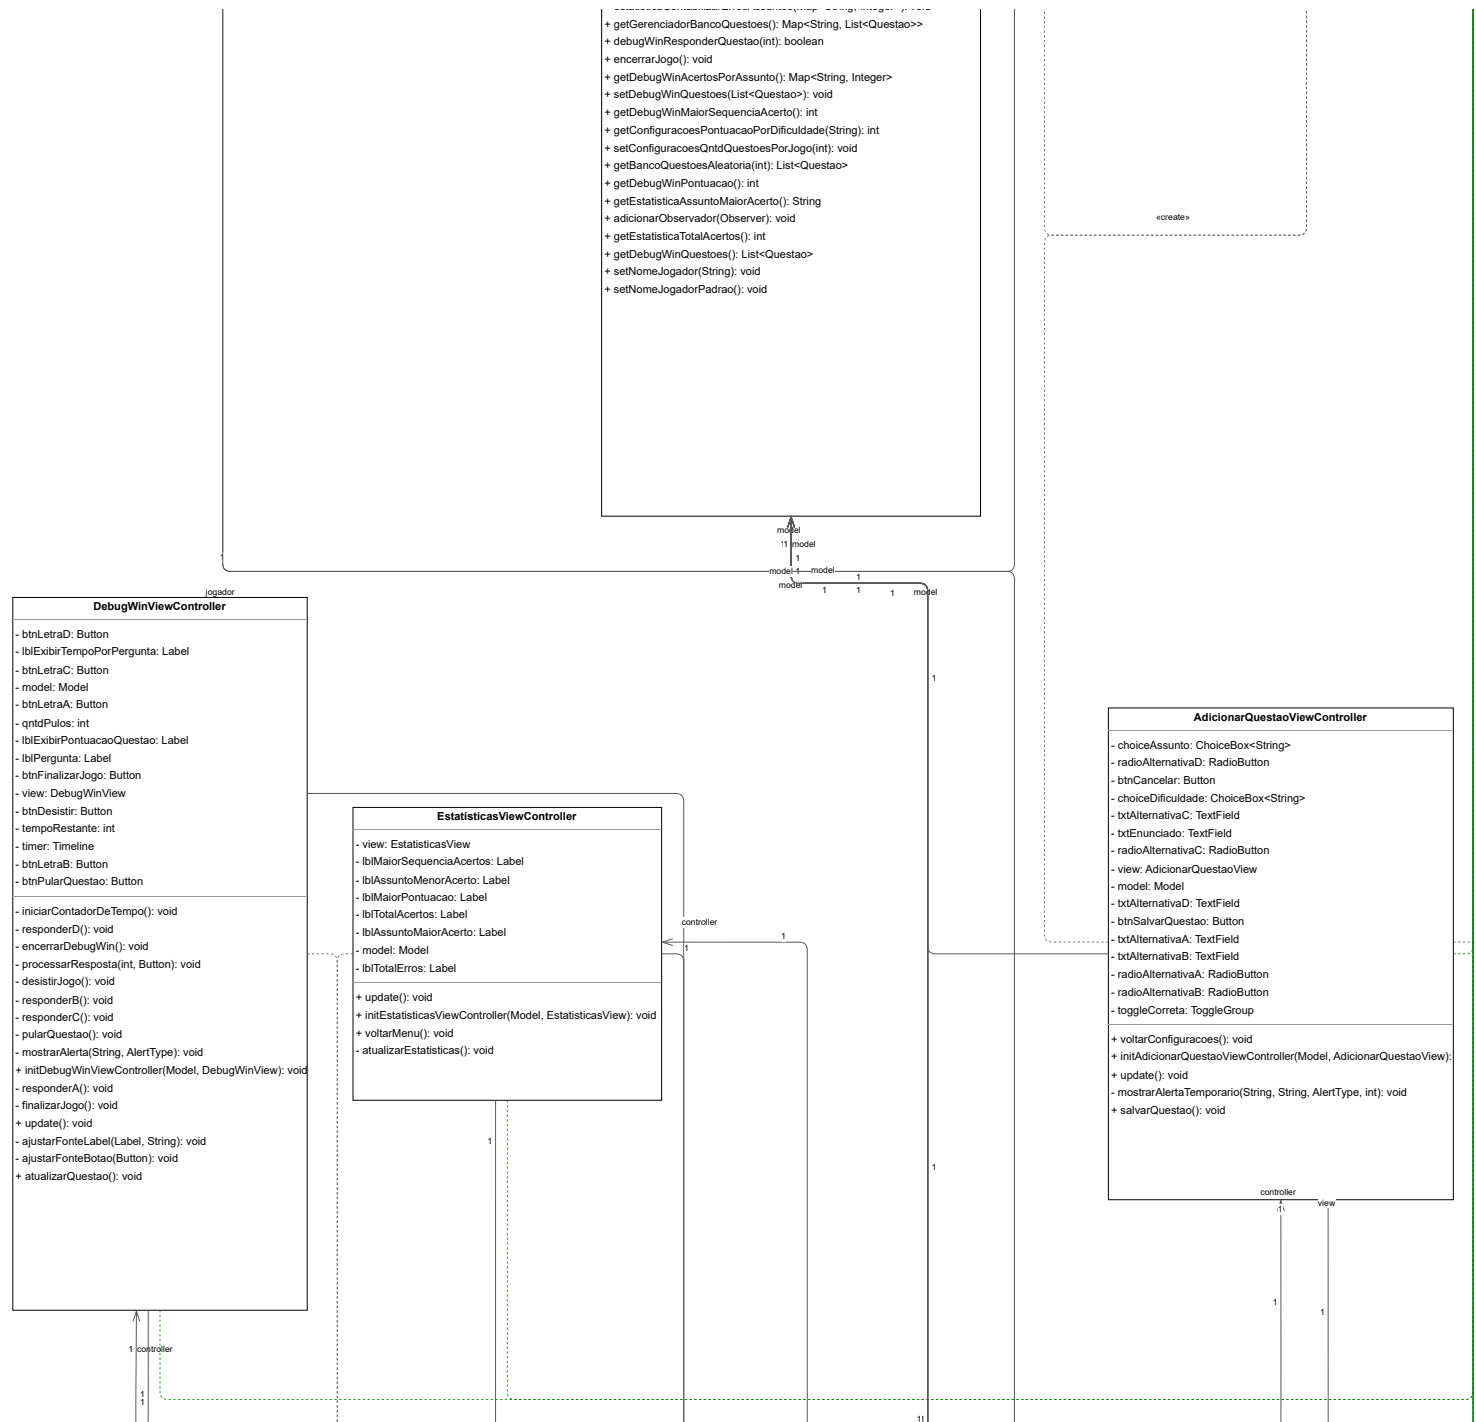 + getGerenciadorBancoQuestoes(): Map<String, List<Questao>>
+ debugWinResponderQuestao(int): boolean
+ encerrarJogo(): void
+ getDebugWinAcertosPorAssunto(): Map<String, Integer>
+ setDebugWinQuestoes(List<Questao>): void
+ getDebugWinMaiorSequenciaAcerto(): int
+ getConfiguracoesPontuacaoPorDificuldade(String): int
+ setConfiguracoesQntdQuestoesPorJogo(int): void
+ getBancoQuestoesAleatoria(int): List<Questao>
+ getDebugWinPontuacao(): int
+ getEstatisticaAssuntoMaiorAcerto(): String
+ adicionarObservador(Observer): void
+ getEstatisticaTotalAcertos(): int
+ getDebugWinQuestoes(): List<Questao>
+ setNomeJogador(String): void
+ setNomeJogadorPadrao(): void
«create»
model
1 model
1
1
model 1
model
1
model
1
1
1
model
1
jogador
DebugWinViewController
- btnLetraD: Button
- lblExibirTempoPorPergunta: Label
- btnLetraC: Button
- model: Model
- btnLetraA: Button
- qntdPulos: int
- lblExibirPontuacaoQuestao: Label
- lblPergunta: Label
- btnFinalizarJogo: Button
- view: DebugWinView
- btnDesistir: Button
- tempoRestante: int
- timer: Timeline
- btnLetraB: Button
- btnPularQuestao: Button
- iniciarContadorDeTempo(): void
- responderD(): void
- encerrarDebugWin(): void
- processarResposta(int, Button): void
- desistirJogo(): void
- responderB(): void
- responderC(): void
- pularQuestao(): void
- mostrarAlerta(String, AlertType): void
+ initDebugWinViewController(Model, DebugWinView): void
- responderA(): void
- finalizarJogo(): void
+ update(): void
- ajustarFonteLabel(Label, String): void
- ajustarFonteBotao(Button): void
+ atualizarQuestao(): void
1 controller
1
1
EstatisticasViewController
- view: EstatisticasView
- lblMaiorSequenciaAcertos: Label
- lblAssuntoMenorAcerto: Label
- lblMaiorPontuacao: Label
- lblTotalAcertos: Label
- lblAssuntoMaiorAcerto: Label
- model: Model
- lblTotalErros: Label
+ update(): void
+ initEstatisticasViewController(Model, EstatisticasView): void
+ voltarMenu(): void
- atualizarEstatisticas(): void
controller
1
1
1
1
AdicionarQuestaoViewController
- choiceAssunto: ChoiceBox<String>
- radioAlternativaD: RadioButton
- btnCancelar: Button
- choiceDificuldade: ChoiceBox<String>
- txtAlternativaC: TextField
- txtEnunciado: TextField
- radioAlternativaC: RadioButton
- view: AdicionarQuestaoView
- model: Model
- txtAlternativaD: TextField
- btnSalvarQuestao: Button
- txtAlternativaA: TextField
- txtAlternativaB: TextField
- radioAlternativaA: RadioButton
- radioAlternativaB: RadioButton
- toggleCorreta: ToggleGroup
+ voltarConfiguracoes(): void
+ initAdicionarQuestaoViewController(Model, AdicionarQuestaoView):
+ update(): void
- mostrarAlertaTemporario(String, String, AlertType, int): void
+ salvarQuestao(): void
controller
view
1
1